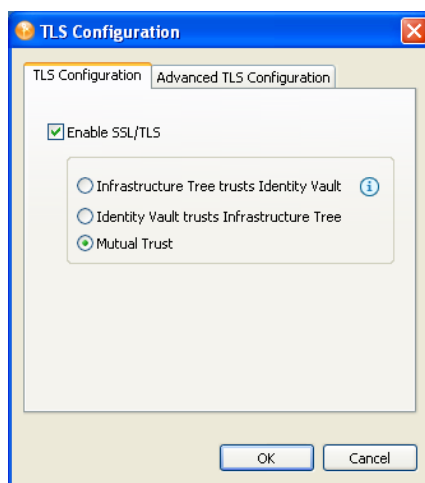 TLS Configuration
TLS Configuration Advanced TLS Configuration
Enable SSL/TLS
Infrastructure Tree trusts Identity Vault
Identity Vault trusts Infrastructure Tree
Mutual Trust
OK Cancel